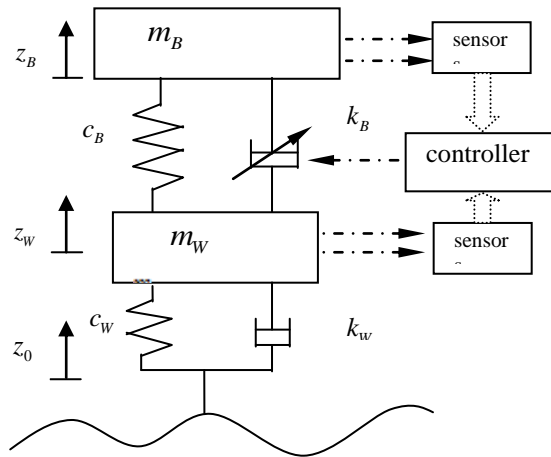 m_B
sensor
z_B
c_B
k_B
controller
z_W
m_W
sensor
c_W
k_w
z_0